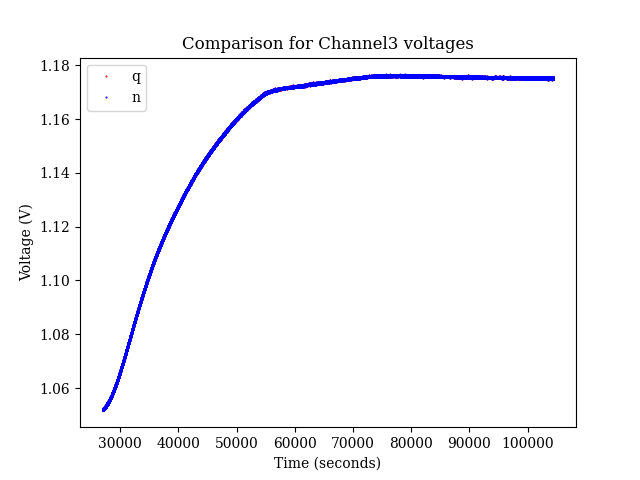 Comparison for Channel3 voltages
q
n
1.18
1.16
1.14
1.12
1.10
1.08
1.06
Voltage (V)
30000 40000 50000 60000 70000 80000 90000 100000
Time (seconds)